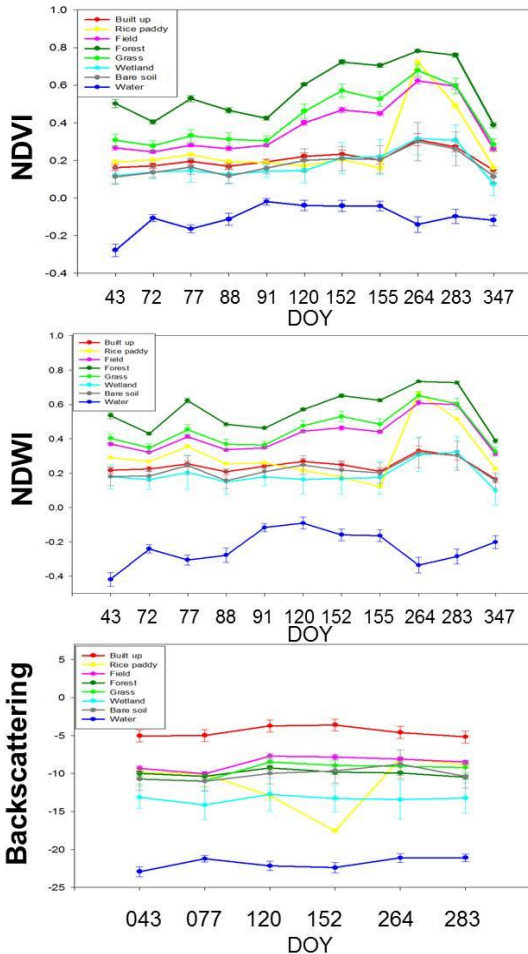 NDVI
1.0
0.8
0.6
0.4
0.2
0.0
-0.2
-0.4
Built up
Rice paddy
Field
Forest
Grass
Wetland
Bare soil
Water
43 72 77 88 91 120 152 155 264 283 347
DOY
NDWI
1.0
0.8
0.6
0.4
0.2
0.0
-0.2
-0.4
Built up
Rice paddy
Field
Forest
Grass
Wetland
Bare soil
Water
43 72 77 88 91 120 152 155 264 283 347
DOY
Backscattering
5
0
-5
-10
-15
-20
-25
Built up
Rice paddy
Field
Forest
Grass
Wetland
Bare soil
Water
043 077 120 152 264 283
DOY